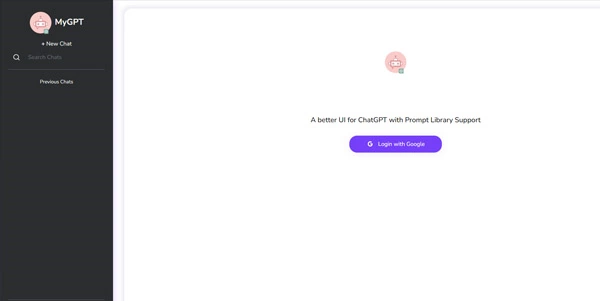 MyGPT
+ New Chat
Search Chats
Previous Chats
A better UI for ChatGPT with Prompt Library Support
Login with Google